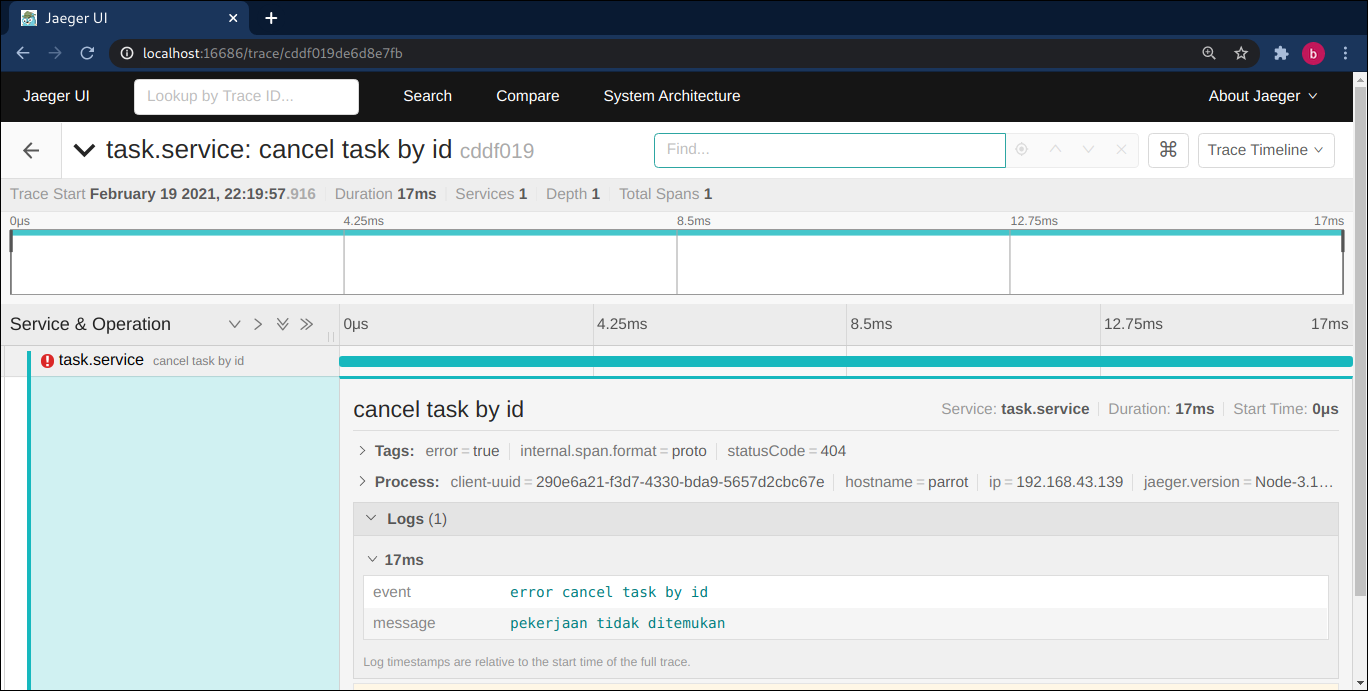 Jaeger UI
localhost:16686/trace/cddf019de6d8e7fb
b
Jaeger UI Lookup by Trace ID... Search Compare System Architecture About Jaeger
task.service: cancel task by id cddf019 Find... ⌘ Trace Timeline
Trace Start February 19 2021, 22:19:57.916 Duration 17ms Services 1 Depth 1 Total Spans 1
0μs 4.25ms 8.5ms 12.75ms 17ms
Service & Operation 0μs 4.25ms 8.5ms 12.75ms 17ms
task.service cancel task by id
cancel task by id Service: task.service Duration: 17ms Start Time: 0μs
Tags: error = true internal.span.format = proto statusCode = 404
Process: client-uuid = 290e6a21-f3d7-4330-bda9-5657d2cbc67e hostname = parrot ip = 192.168.43.139 jaeger.version = Node-3.1…
Logs (1)
17ms
event error cancel task by id
message pekerjaan tidak ditemukan
Log timestamps are relative to the start time of the full trace.